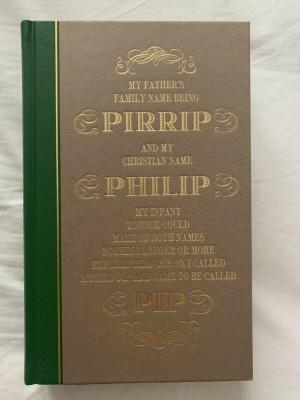 MY FATHER'S
FAMILY NAME BEING
PIRRIP
AND MY
CHRISTIAN NAME
PHILIP
MY INFANT
TONGUE COULD
MAKE OF BOTH NAMES
NOTHING LONGER OR MORE
EXPLICIT THAN PIP. SO, I CALLED
MYSELF PIP AND CAME TO BE CALLED
PIP